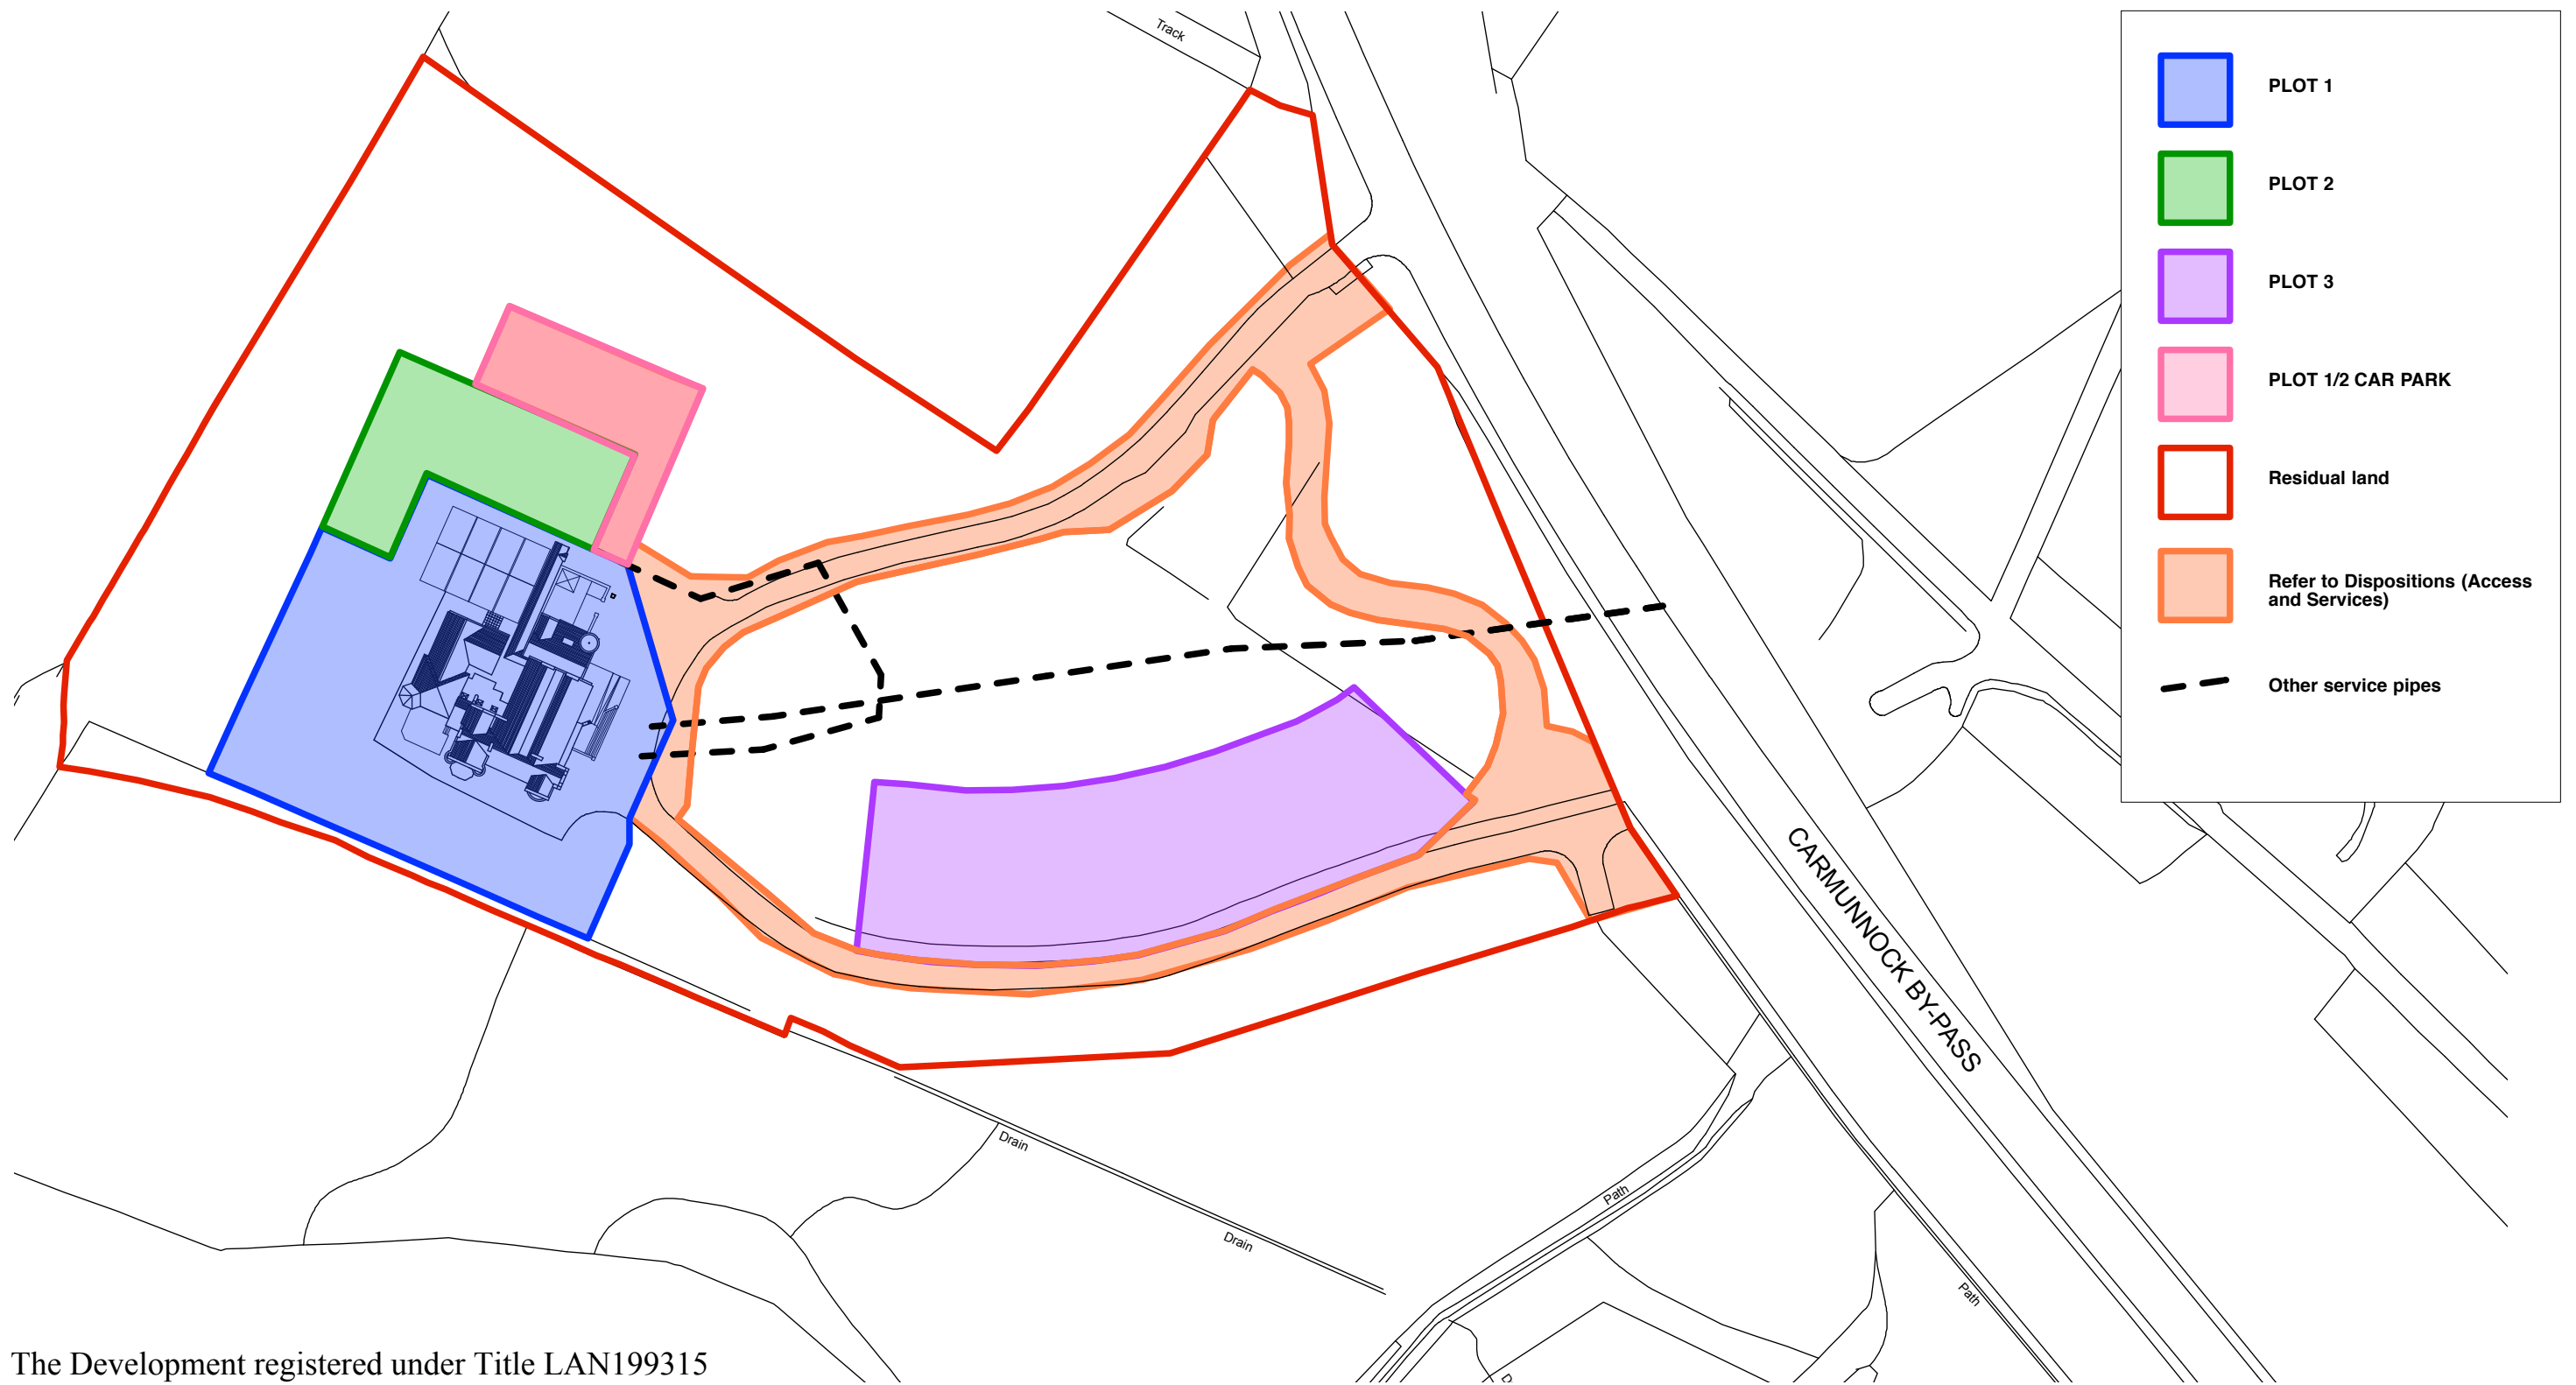 Track
PLOT 1
PLOT 2
PLOT 3
PLOT 1/2 CAR PARK
Residual land
Refer to Dispositions (Access
and Services)
Other service pipes
CARMUNNOCK BY-PASS
Drain
Drain
Path
Path
The Development registered under Title LAN199315